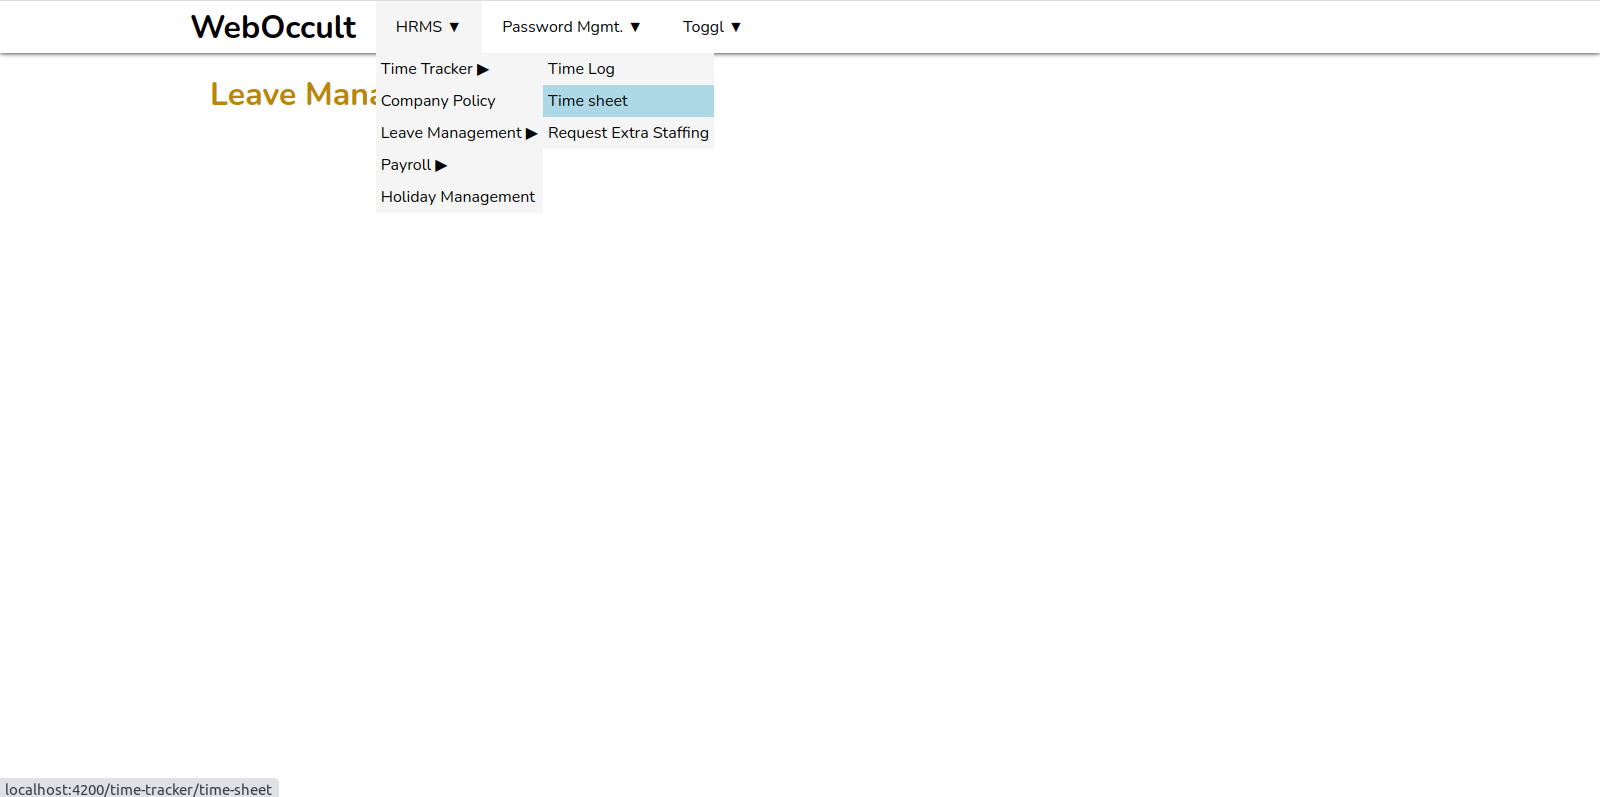 WebOccult HRMS ▼ Password Mgmt. ▼ Toggl ▼
Time Tracker ▶ Time Log
Leave Mana
Company Policy Time sheet
Leave Management ▶ Request Extra Staffing
Payroll ▶
Holiday Management
localhost:4200/time-tracker/time-sheet